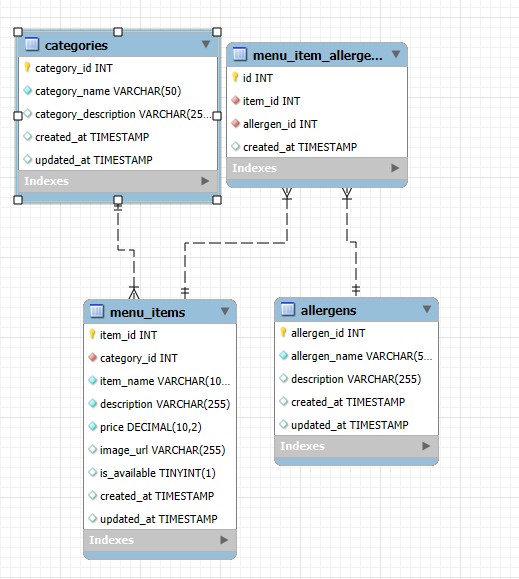 categories
category_id INT
category_name VARCHAR(50)
category_description VARCHAR(25...
created_at TIMESTAMP
updated_at TIMESTAMP
Indexes
menu_item_allerge...
id INT
item_id INT
allergen_id INT
created_at TIMESTAMP
Indexes
menu_items
item_id INT
category_id INT
item_name VARCHAR(10...
description VARCHAR(255)
price DECIMAL(10,2)
image_url VARCHAR(255)
is_available TINYINT(1)
created_at TIMESTAMP
updated_at TIMESTAMP
Indexes
allergens
allergen_id INT
allergen_name VARCHAR(5...
description VARCHAR(255)
created_at TIMESTAMP
updated_at TIMESTAMP
Indexes